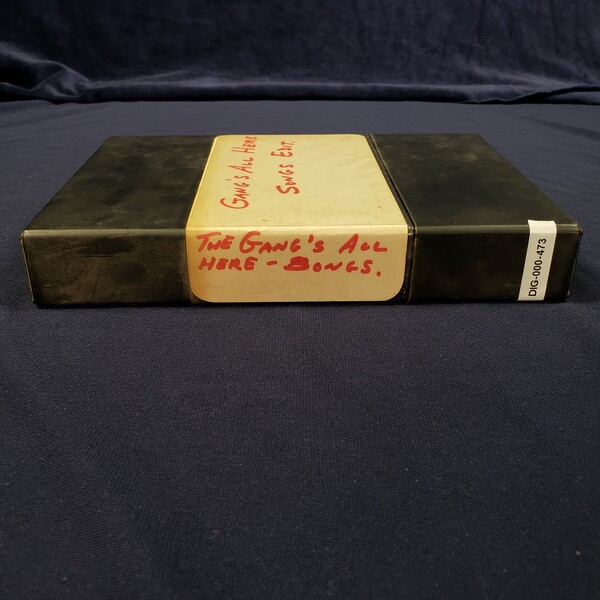 GANG'S ALL HERE
SONGS EDIT.
THE GANG'S ALL
HERE - SONGS.
DIG-000-473